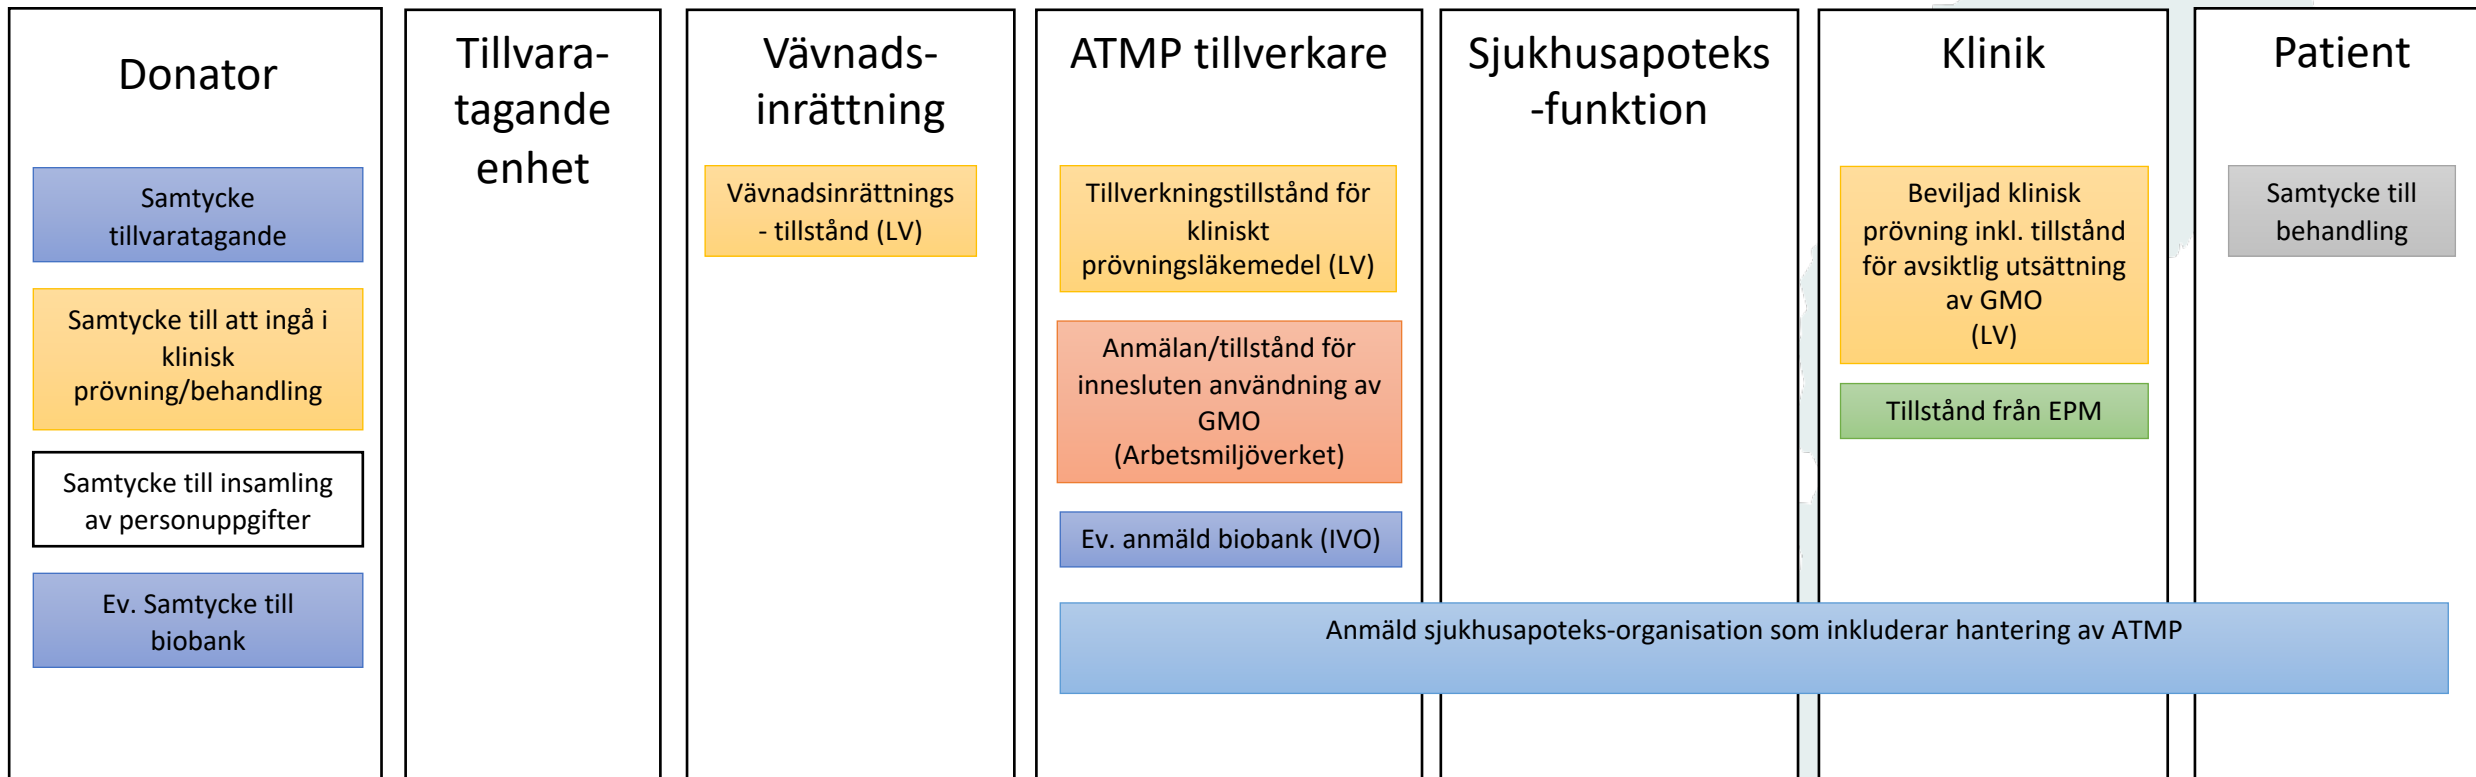 Donator
Samtycke
tillvaratagande
Samtycke till att ingå i
klinisk
prövning/behandling
Samtycke till insamling
av personuppgifter
Ev. Samtycke till
biobank
Tillvara-
tagande
enhet
Vävnads-
inrättning
Vävnadsinrättnings
- tillstånd (LV)
ATMP tillverkare
Tillverkningstillstånd för
kliniskt
prövningsläkemedel (LV)
Anmälan/tillstånd för
innesluten användning av
GMO
(Arbetsmiljöverket)
Ev. anmäld biobank (IVO)
Sjukhusapoteks
-funktion
Klinik
Beviljad klinisk
prövning inkl. tillstånd
för avsiktlig utsättning
av GMO
(LV)
Tillstånd från EPM
Patient
Samtycke till
behandling
Anmäld sjukhusapoteks-organisation som inkluderar hantering av ATMP